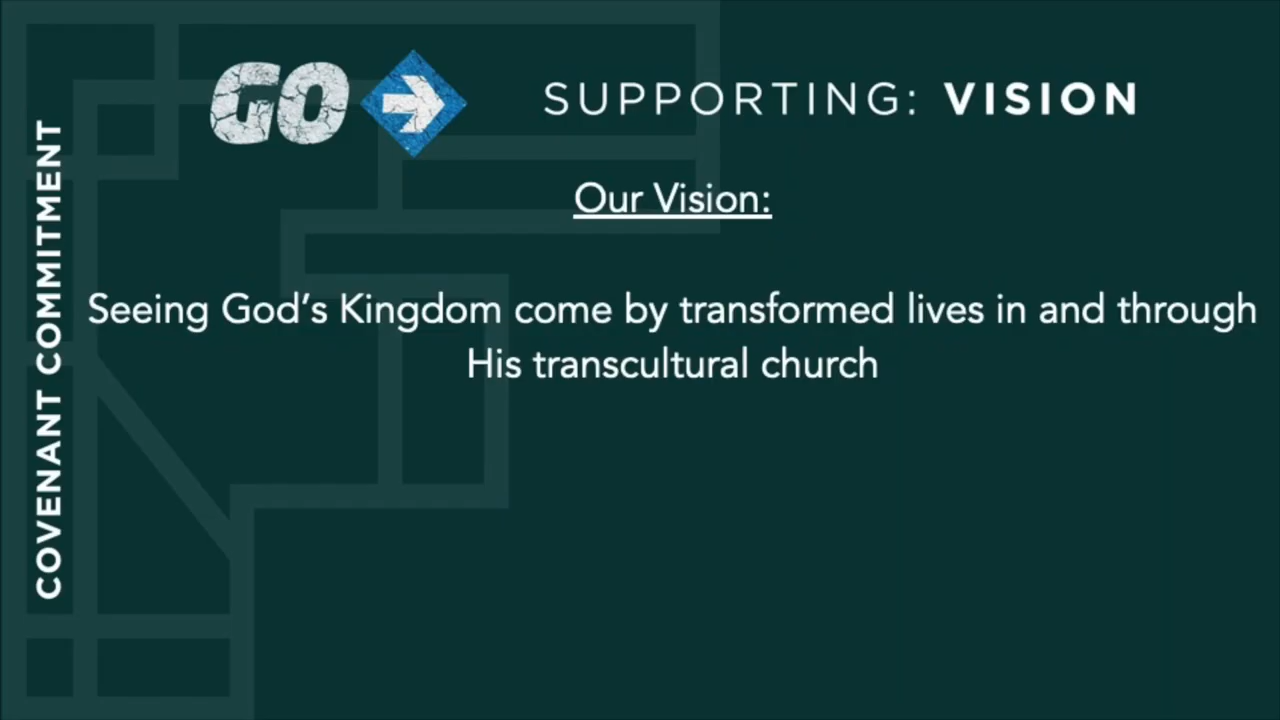 GO
SUPPORTING: VISION
COVENANT COMMITMENT
Our Vision:
Seeing God’s Kingdom come by transformed lives in and through
His transcultural church